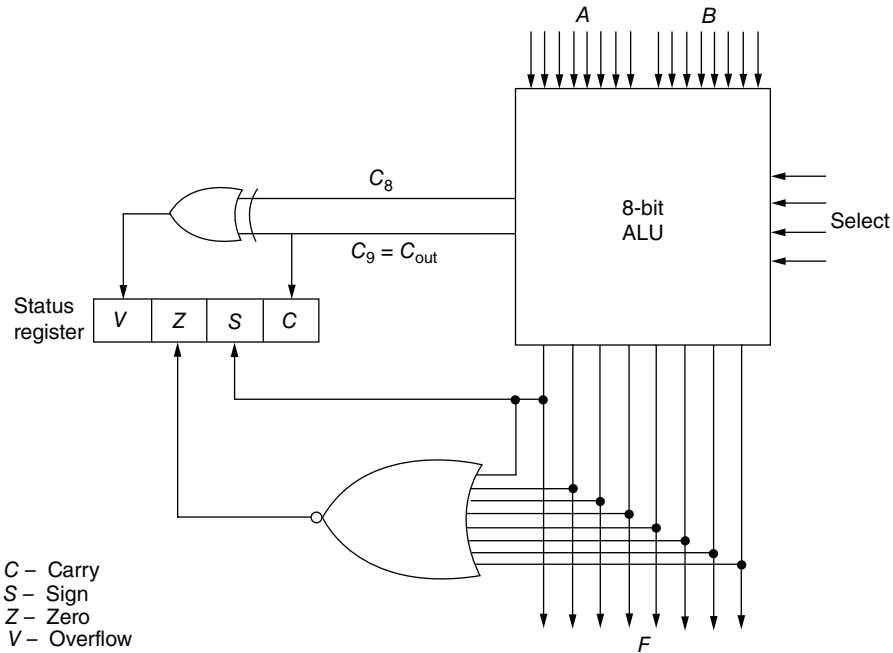 A B
C8
8-bit
ALU
Select
C9 = Cout
Status
register
V Z S C
C – Carry
S – Sign
Z – Zero
V – Overflow
F